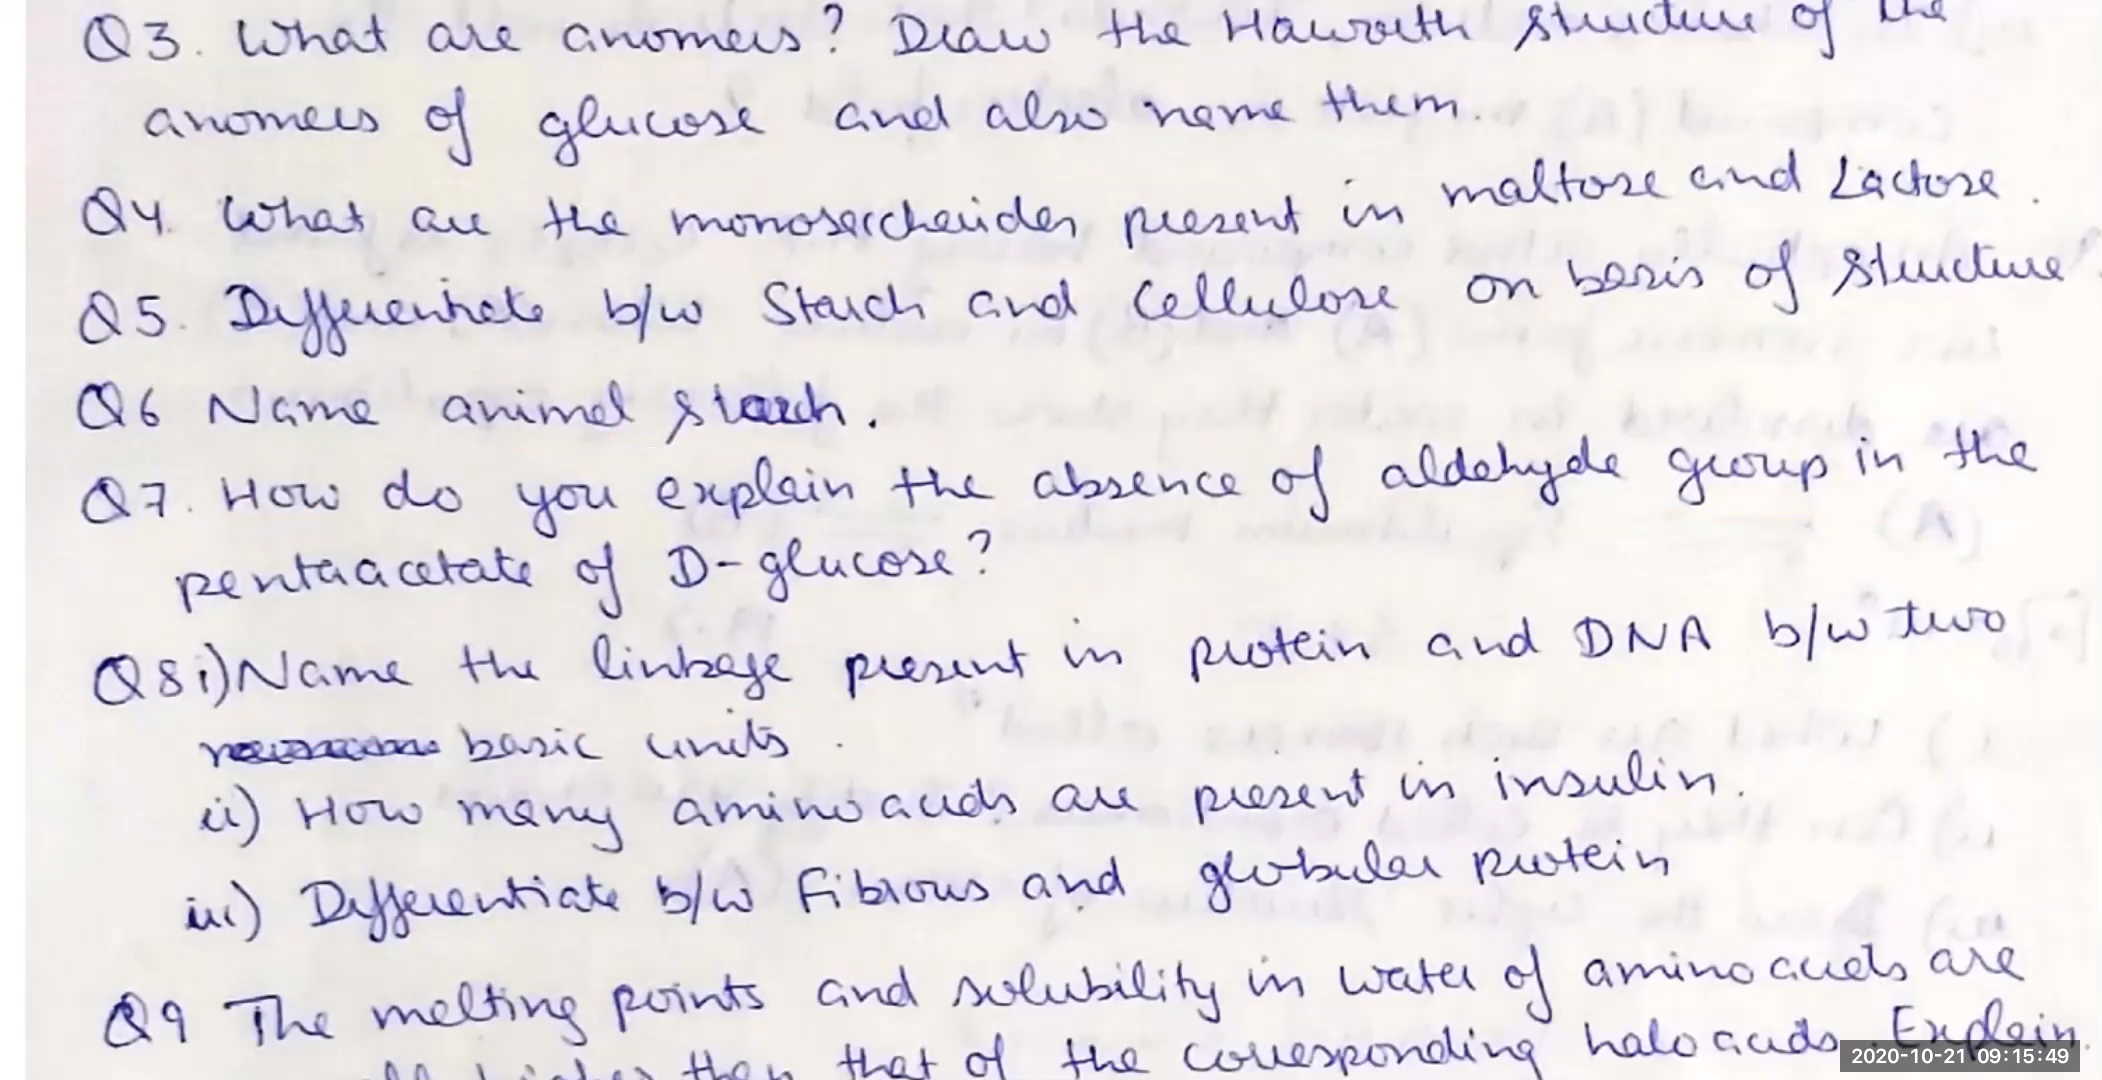 Q3. What are anomers? Draw the Haworth structure of the
anomers of glucose and also name them.
Q4. What are the monosaccharides present in maltose and Lactose.
Q5. Differentiate b/w Starch and Cellulose on basis of structure
Q6 Name animal starch.
Q7. How do you explain the absence of aldehyde group in the
pentaacetate of D-glucose?
Q8 i) Name the linkage present in protein and DNA b/w two
basic units.
ii) How many amino acids are present in insulin.
iii) Differentiate b/w Fibrous and globular protein
Q9 The melting points and solubility in water of amino acids are
higher than that of the corresponding halo acids. Explain.
2020-10-21 09:15:49